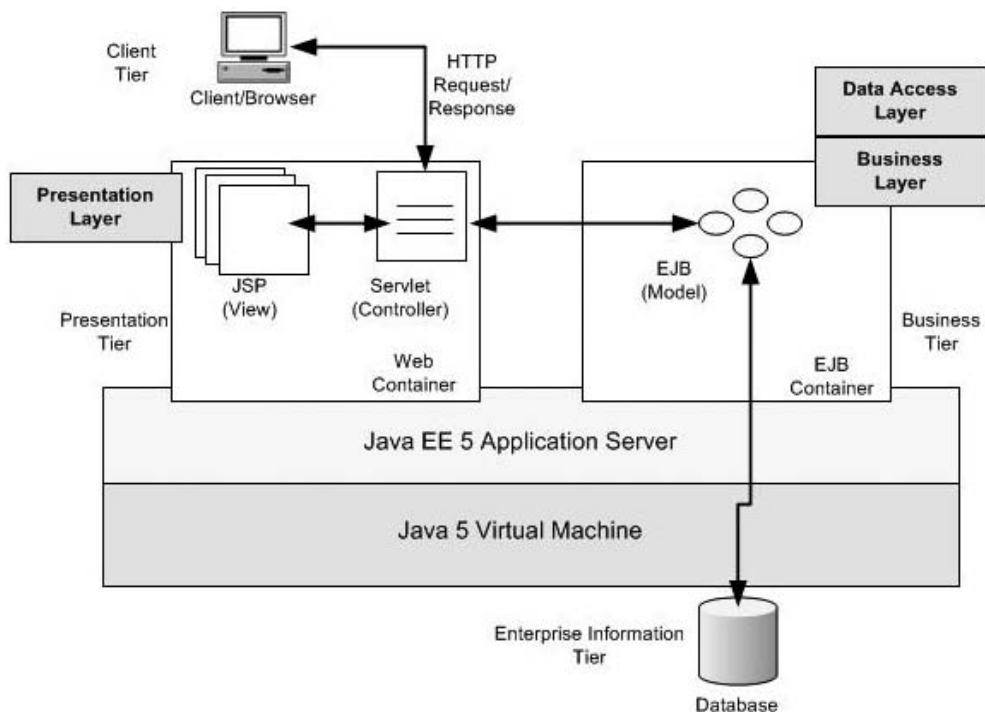 Client
Tier
Client/Browser
HTTP
Request/
Response
Data Access
Layer
Business
Layer
Presentation
Layer
JSP
(View)
Servlet
(Controller)
EJB
(Model)
Presentation
Tier
Business
Tier
Web
Container
EJB
Container
Java EE 5 Application Server
Java 5 Virtual Machine
Enterprise Information
Tier
Database